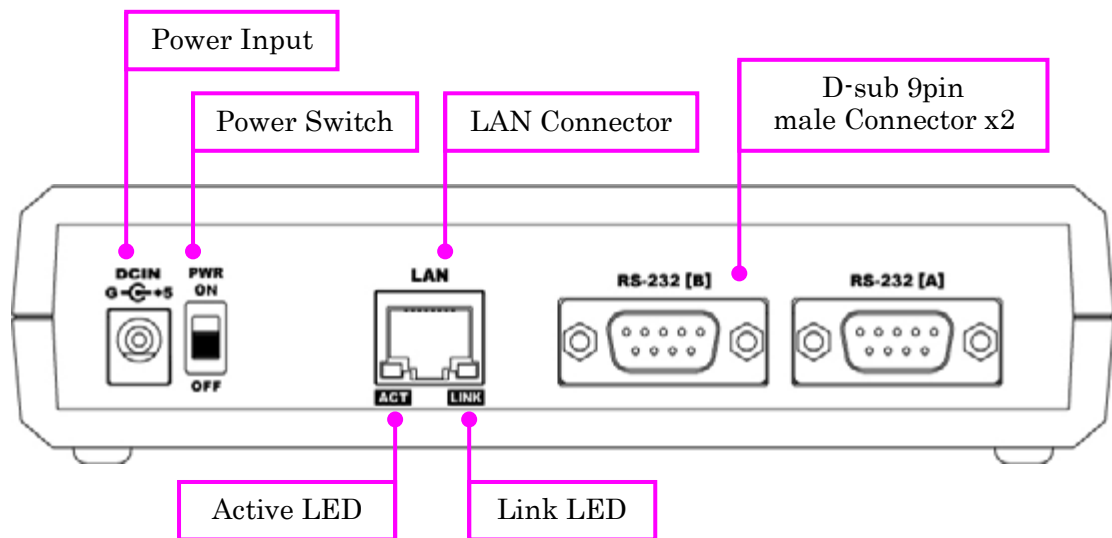 Power Input
Power Switch
LAN Connector
D-sub 9pin
male Connector x2
DCIN
G +5
PWR
ON
OFF
LAN
ACT
LINK
RS-232 [B]
RS-232 [A]
Active LED
Link LED